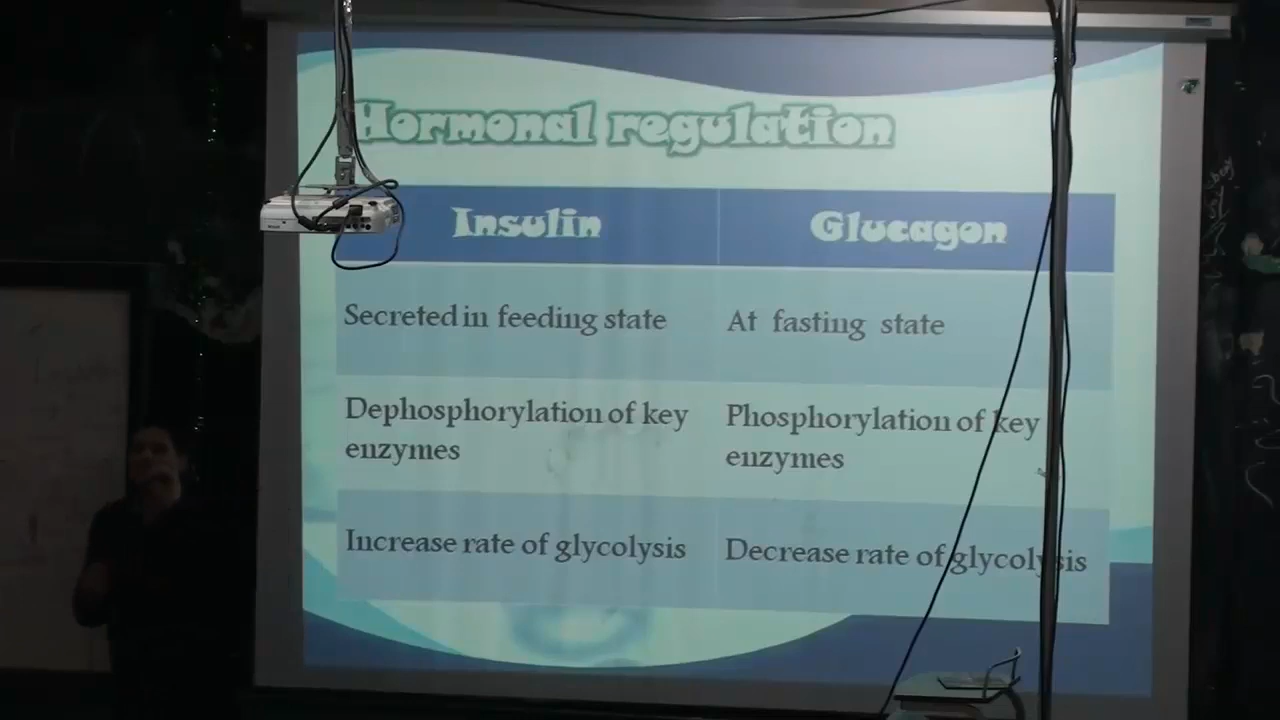 Hormonal regulation
Insulin
Glucagon
Secreted in feeding state
At fasting state
Dephosphorylation of key
enzymes
Phosphorylation of key
enzymes
Increase rate of glycolysis
Decrease rate of glycolysis